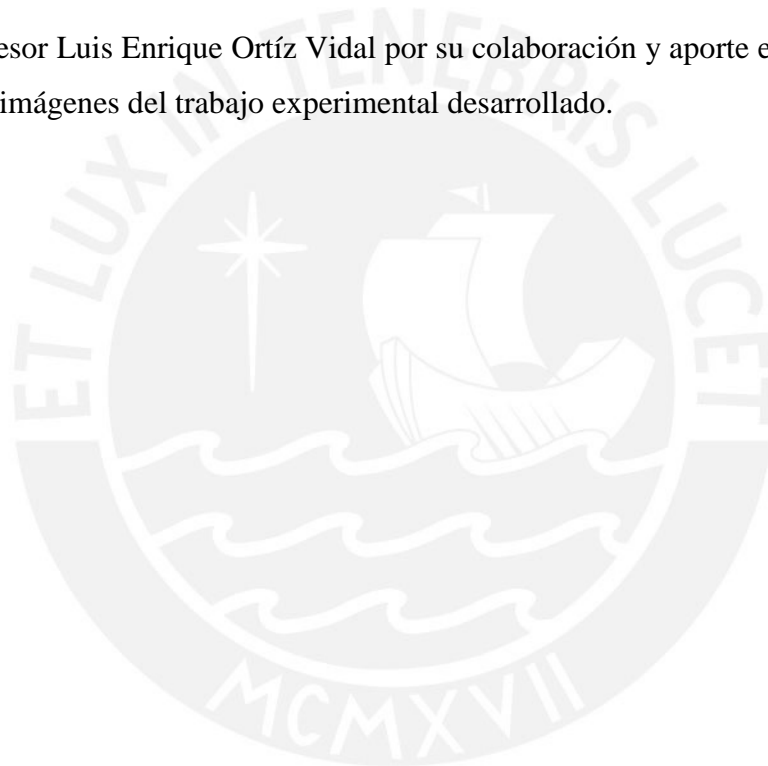 esor Luis Enrique Ortíz Vidal por su colaboración y aporte e
imágenes del trabajo experimental desarrollado.
ET LUX IN TENEBRIS LUCET
MCMXVII